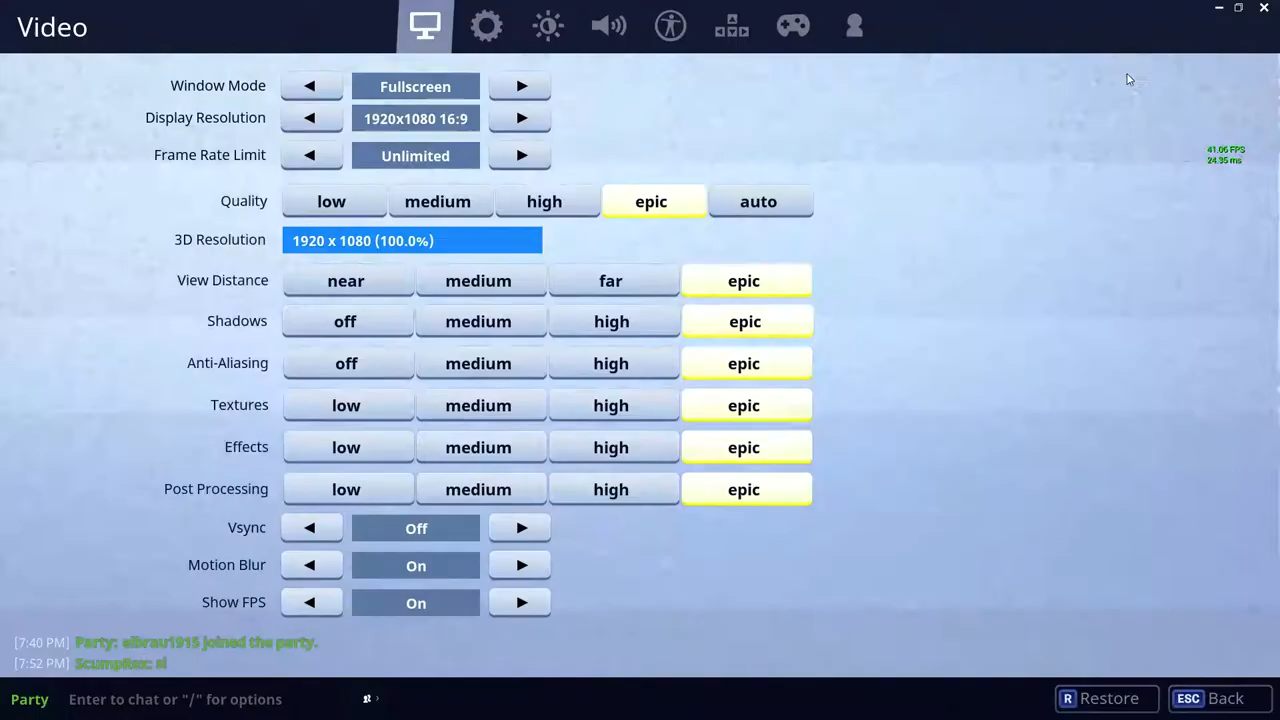 Video
41.06 FPS
24.35 ms
Window Mode Fullscreen
Display Resolution 1920x1080 16:9
Frame Rate Limit Unlimited
Quality low medium high epic auto
3D Resolution 1920 x 1080 (100.0%)
View Distance near medium far epic
Shadows off medium high epic
Anti-Aliasing off medium high epic
Textures low medium high epic
Effects low medium high epic
Post Processing low medium high epic
Vsync Off
Motion Blur On
Show FPS On
[7:40 PM] Party: elbrau1915 joined the party.
[7:52 PM] ScumpRex: si
Party Enter to chat or "/" for options R Restore ESC Back